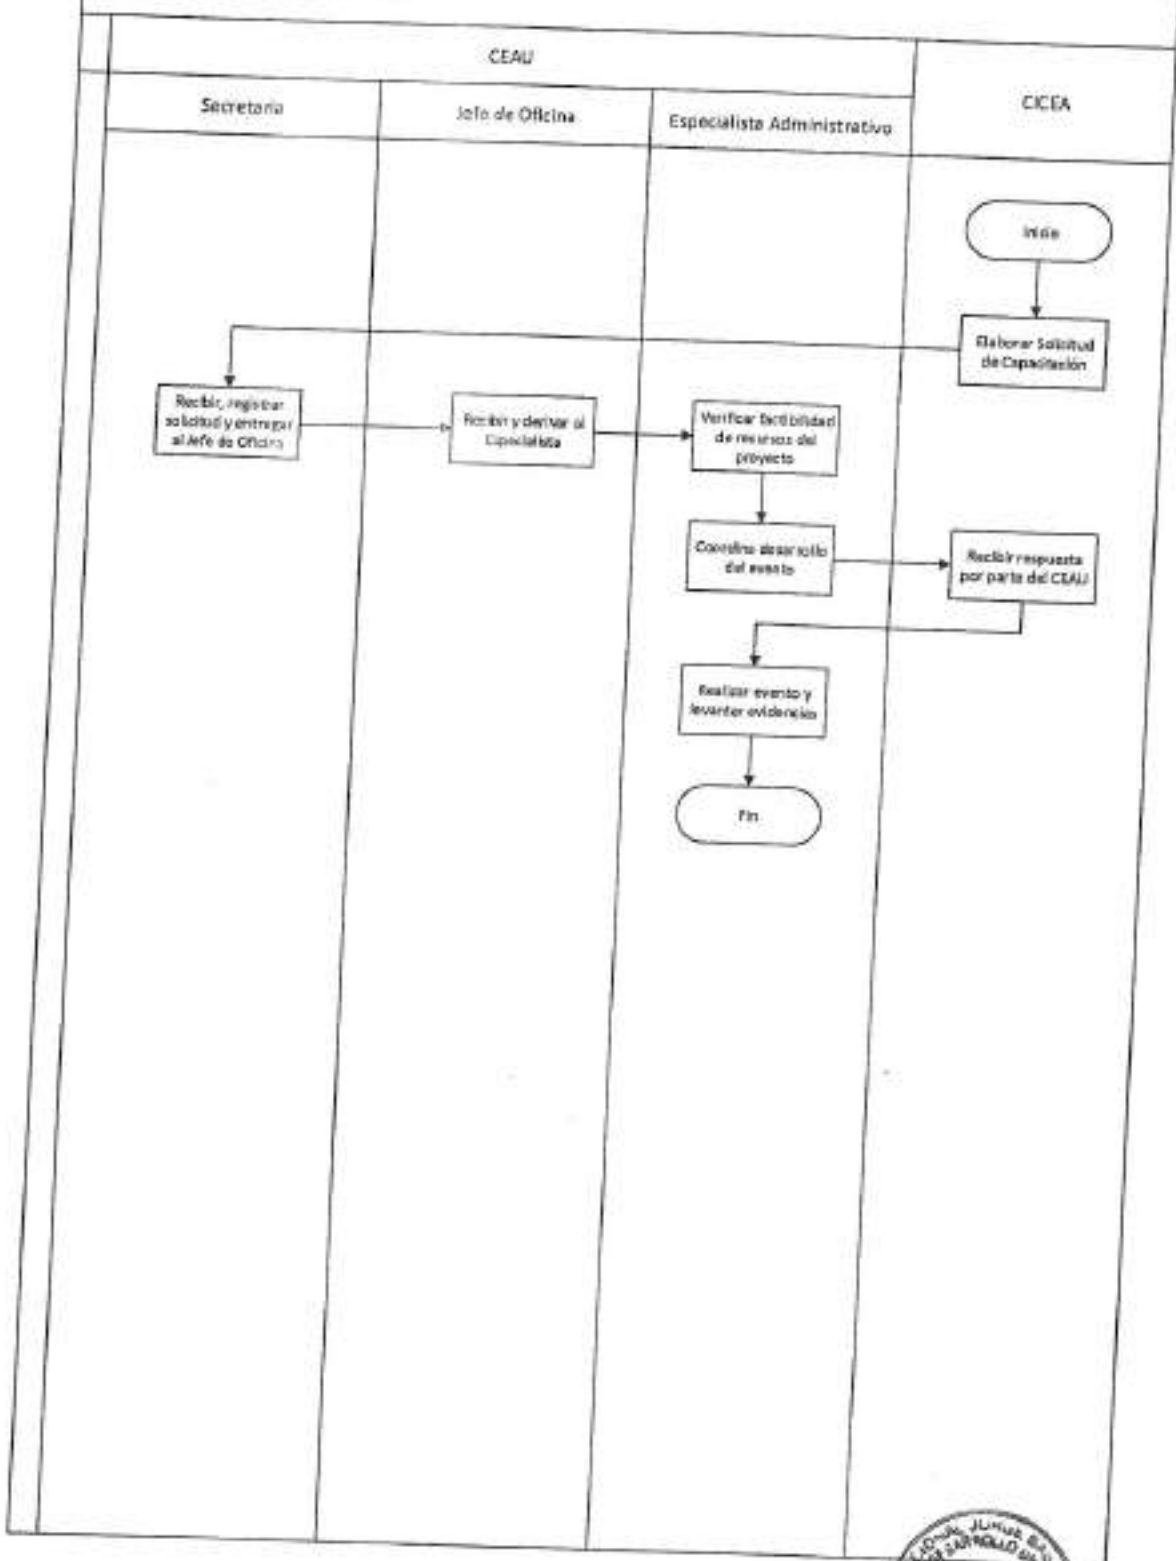 CEAU
CICEA
Secretaria
Jefe de Oficina
Especialista Administrativo
Inicio
Elaborar Solicitud
de Capacitación
Recibir, registrar
solicitud y entregar
al Jefe de Oficina
Recibir y derivar al
Especialista
Verificar factibilidad
de recursos del
proyecto
Coordina desarrollo
del evento
Recibir respuesta
por parte del CEAU
Realizar evento y
levantar evidencias
Fin